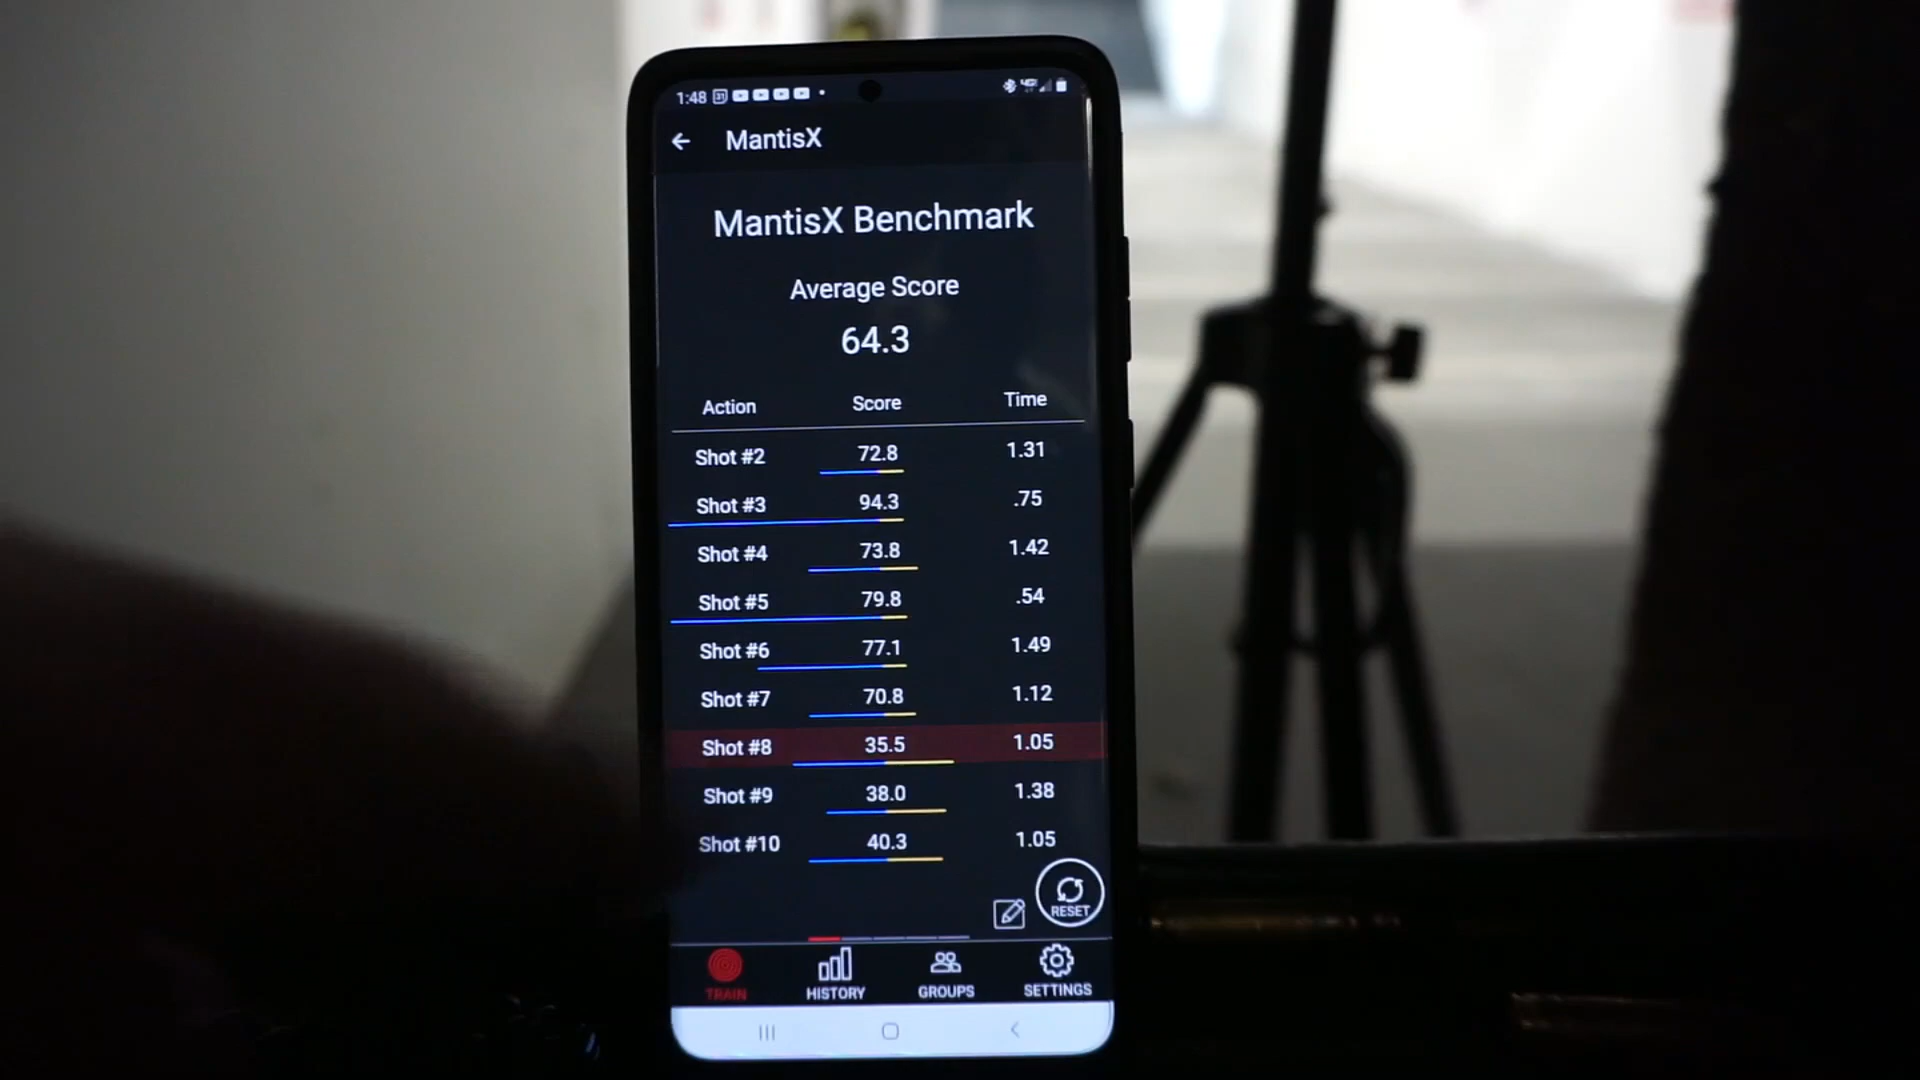 1:48 31
MantisX
MantisX Benchmark
Average Score
64.3
Action Score Time
Shot #2 72.8 1.31
Shot #3 94.3 .75
Shot #4 73.8 1.42
Shot #5 79.8 .54
Shot #6 77.1 1.49
Shot #7 70.8 1.12
Shot #8 35.5 1.05
Shot #9 38.0 1.38
Shot #10 40.3 1.05
RESET
TRAIN HISTORY GROUPS SETTINGS